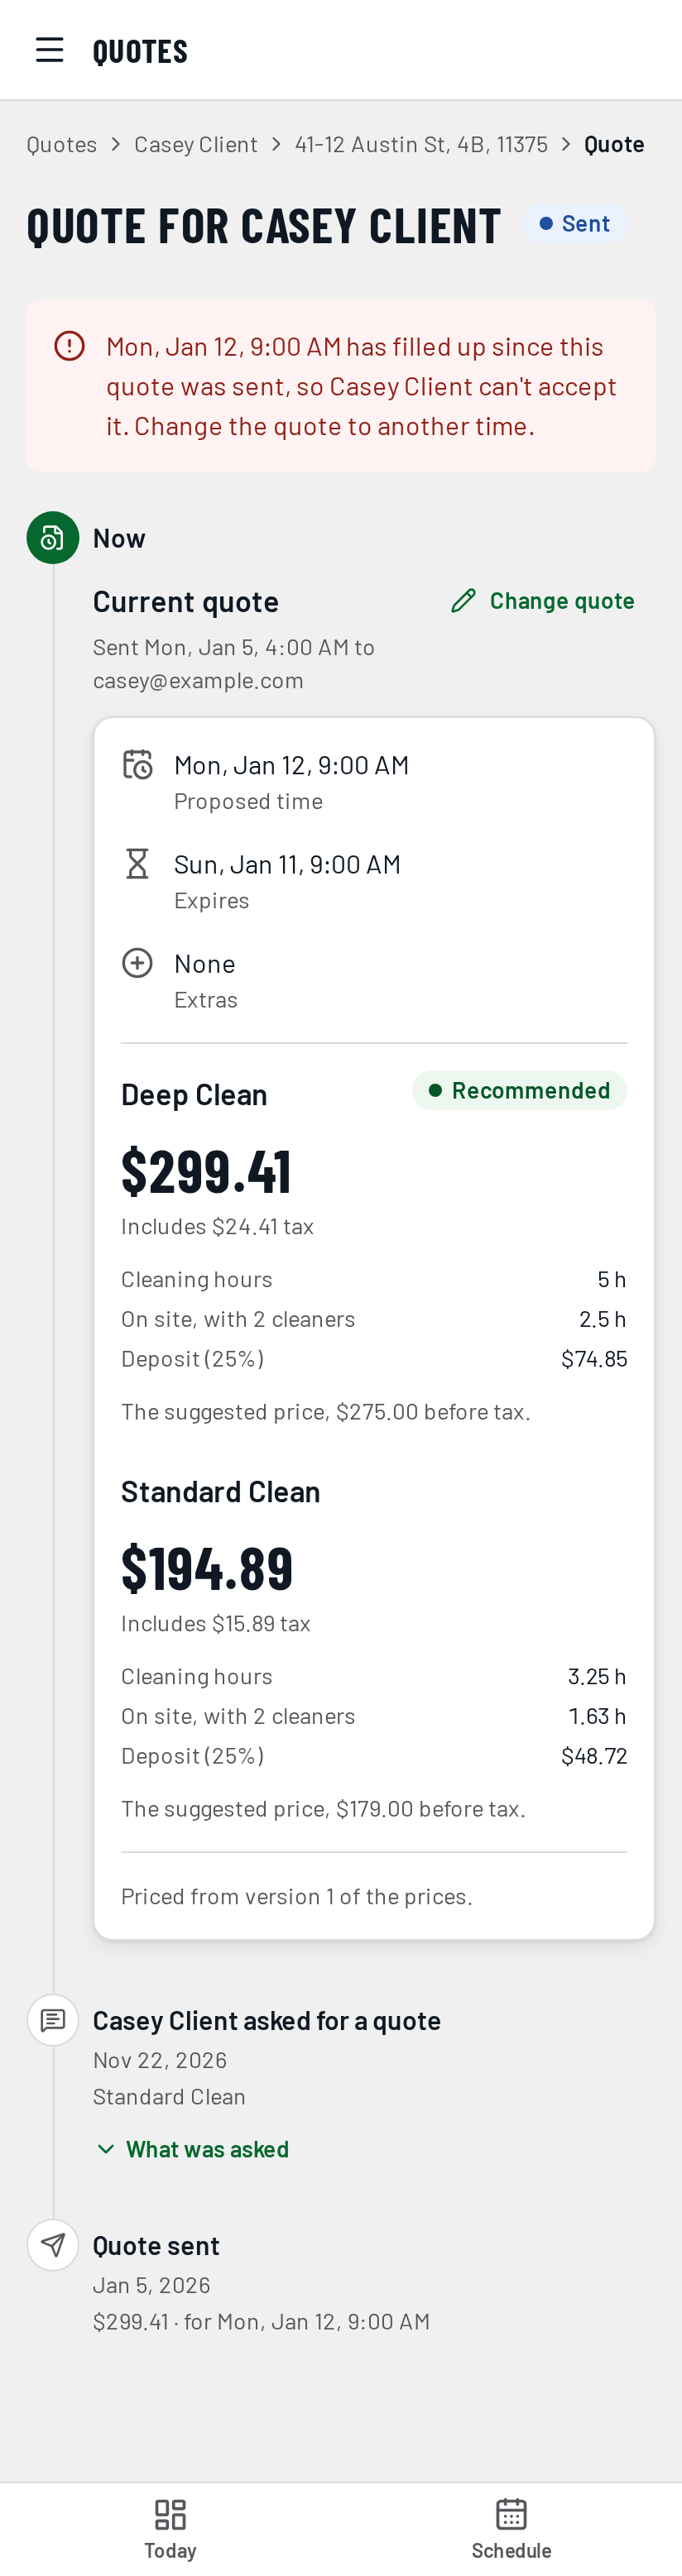 QUOTES
Quotes > Casey Client > 41-12 Austin St, 4B, 11375 > Quote
QUOTE FOR CASEY CLIENT
Sent
Mon, Jan 12, 9:00 AM has filled up since this
quote was sent, so Casey Client can't accept
it. Change the quote to another time.
Now
Current quote
Change quote
Sent Mon, Jan 5, 4:00 AM to
casey@example.com
Mon, Jan 12, 9:00 AM
Proposed time
Sun, Jan 11, 9:00 AM
Expires
None
Extras
Deep Clean
Recommended
$299.41
Includes $24.41 tax
Cleaning hours 5 h
On site, with 2 cleaners 2.5 h
Deposit (25%) $74.85
The suggested price, $275.00 before tax.
Standard Clean
$194.89
Includes $15.89 tax
Cleaning hours 3.25 h
On site, with 2 cleaners 1.63 h
Deposit (25%) $48.72
The suggested price, $179.00 before tax.
Priced from version 1 of the prices.
Casey Client asked for a quote
Nov 22, 2026
Standard Clean
What was asked
Quote sent
Jan 5, 2026
$299.41 · for Mon, Jan 12, 9:00 AM
Today
Schedule